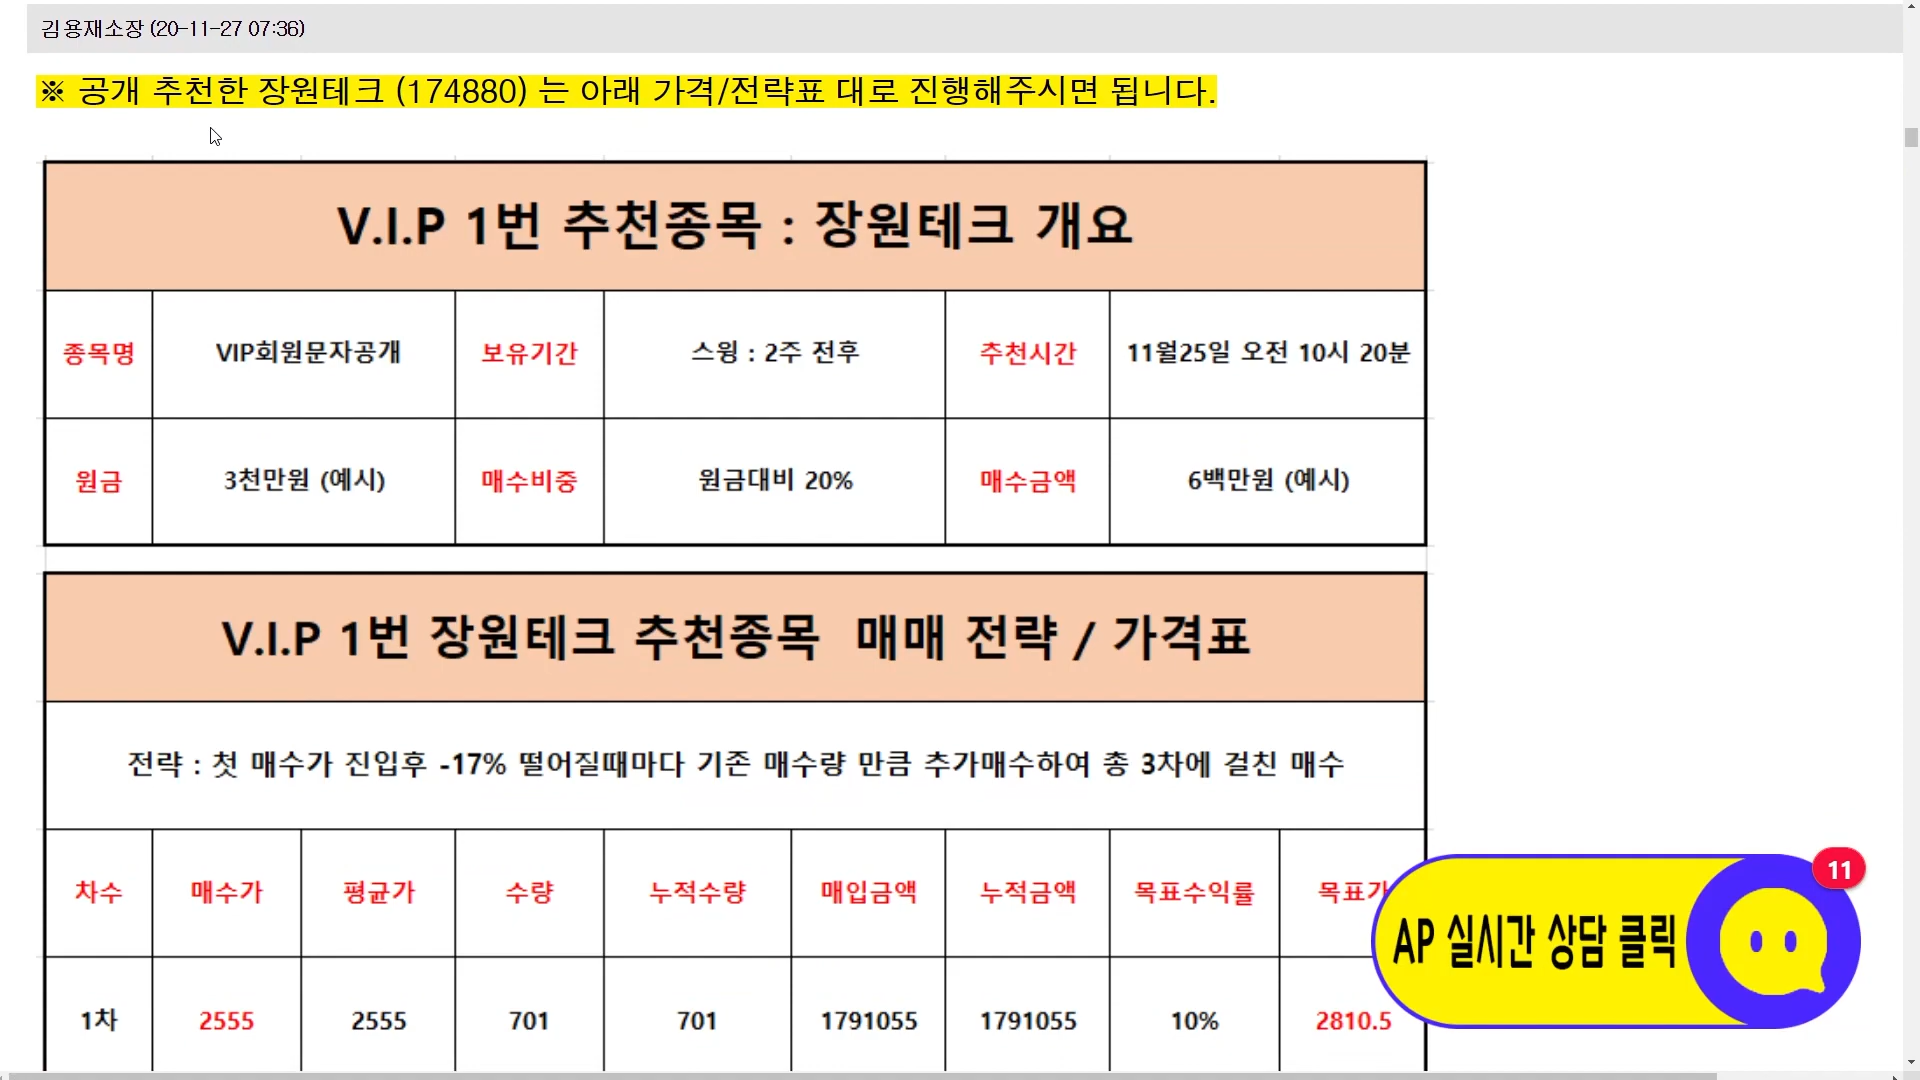 김용재소장 (20-11-27 07:36)
※ 공개 추천한 장원테크 (174880) 는 아래 가격/전략표 대로 진행해주시면 됩니다.
V.I.P 1번 추천종목 : 장원테크 개요
종목명 VIP회원문자공개 보유기간 스윙 : 2주 전후 추천시간 11월25일 오전 10시 20분
원금 3천만원 (예시) 매수비중 원금대비 20% 매수금액 6백만원 (예시)
V.I.P 1번 장원테크 추천종목 매매 전략 / 가격표
전략 : 첫 매수가 진입후 -17% 떨어질때마다 기존 매수량 만큼 추가매수하여 총 3차에 걸친 매수
차수 매수가 평균가 수량 누적수량 매입금액 누적금액 목표수익률 목표가
1차 2555 2555 701 701 1791055 1791055 10% 2810.5
AP 실시간 상담 클릭
11